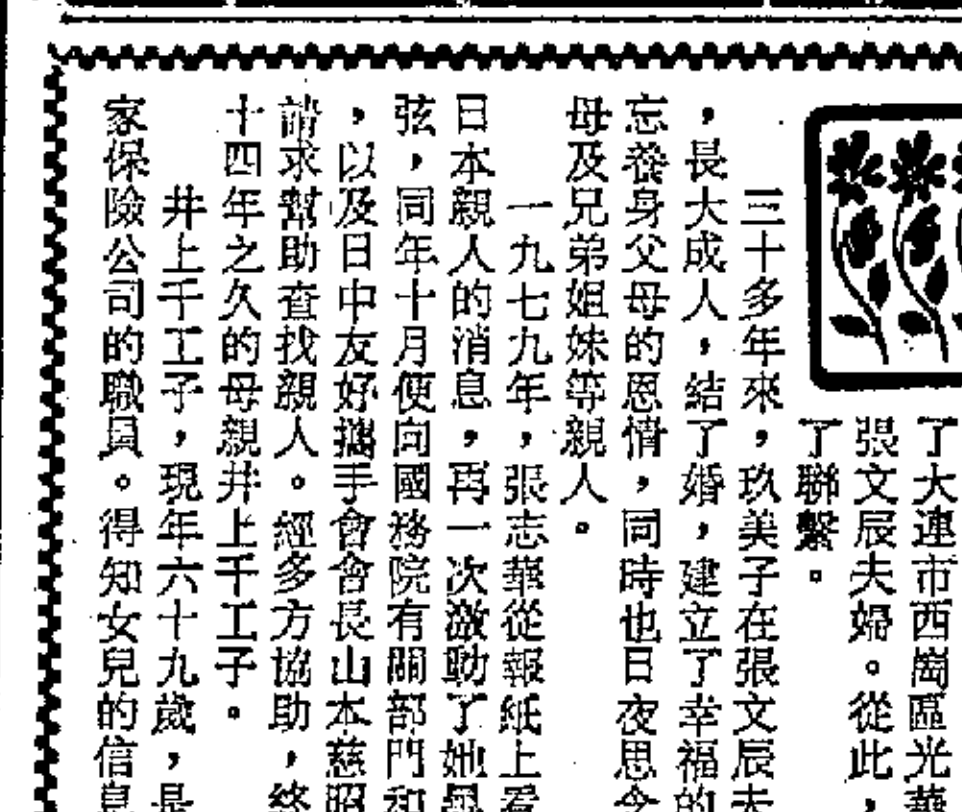 了大連市西崗區光華
張文辰夫婦。從此，
了聯繫。
三十多年來，玖美子在張文辰夫
，長大成人，結了婚，建立了幸福的
忘養身父母的恩情，同時也日夜思念
母及兄弟姐妹等親人。
一九七九年，張志華從報紙上看
日本親人的消息，再一次激動了她
弦，同年十月便向國務院有關部門和
，以及日中友好攜手會會長山本慈昭
請求幫助查找親人。經多方協助，終
十四年之久的母親井上千工子。
井上千工子，現年六十九歲，是
家保險公司的職員。得知女兒的信息